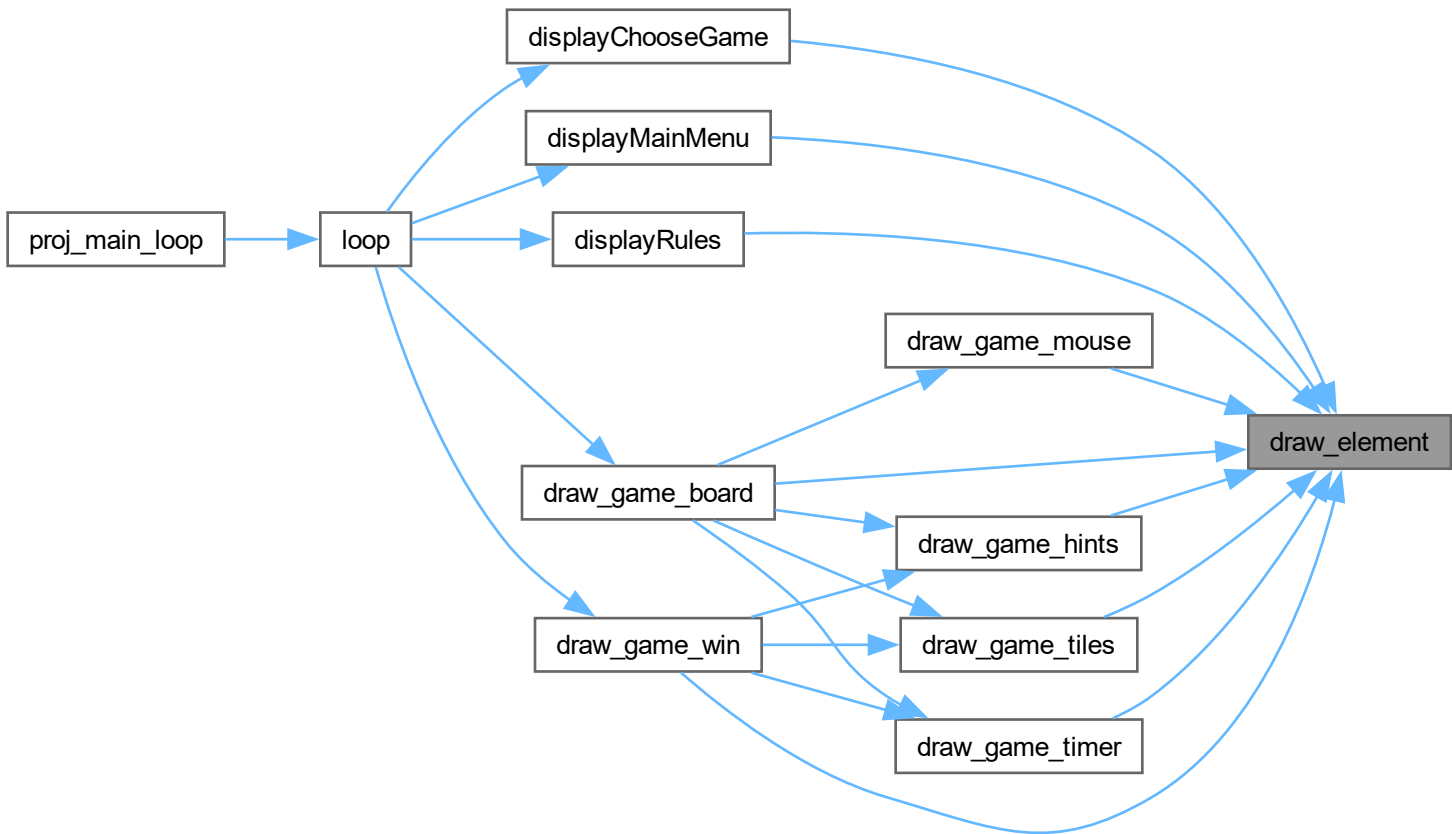 displayChooseGame
displayMainMenu
proj_main_loop
loop
displayRules
draw_game_mouse
draw_element
draw_game_board
draw_game_hints
draw_game_win
draw_game_tiles
draw_game_timer